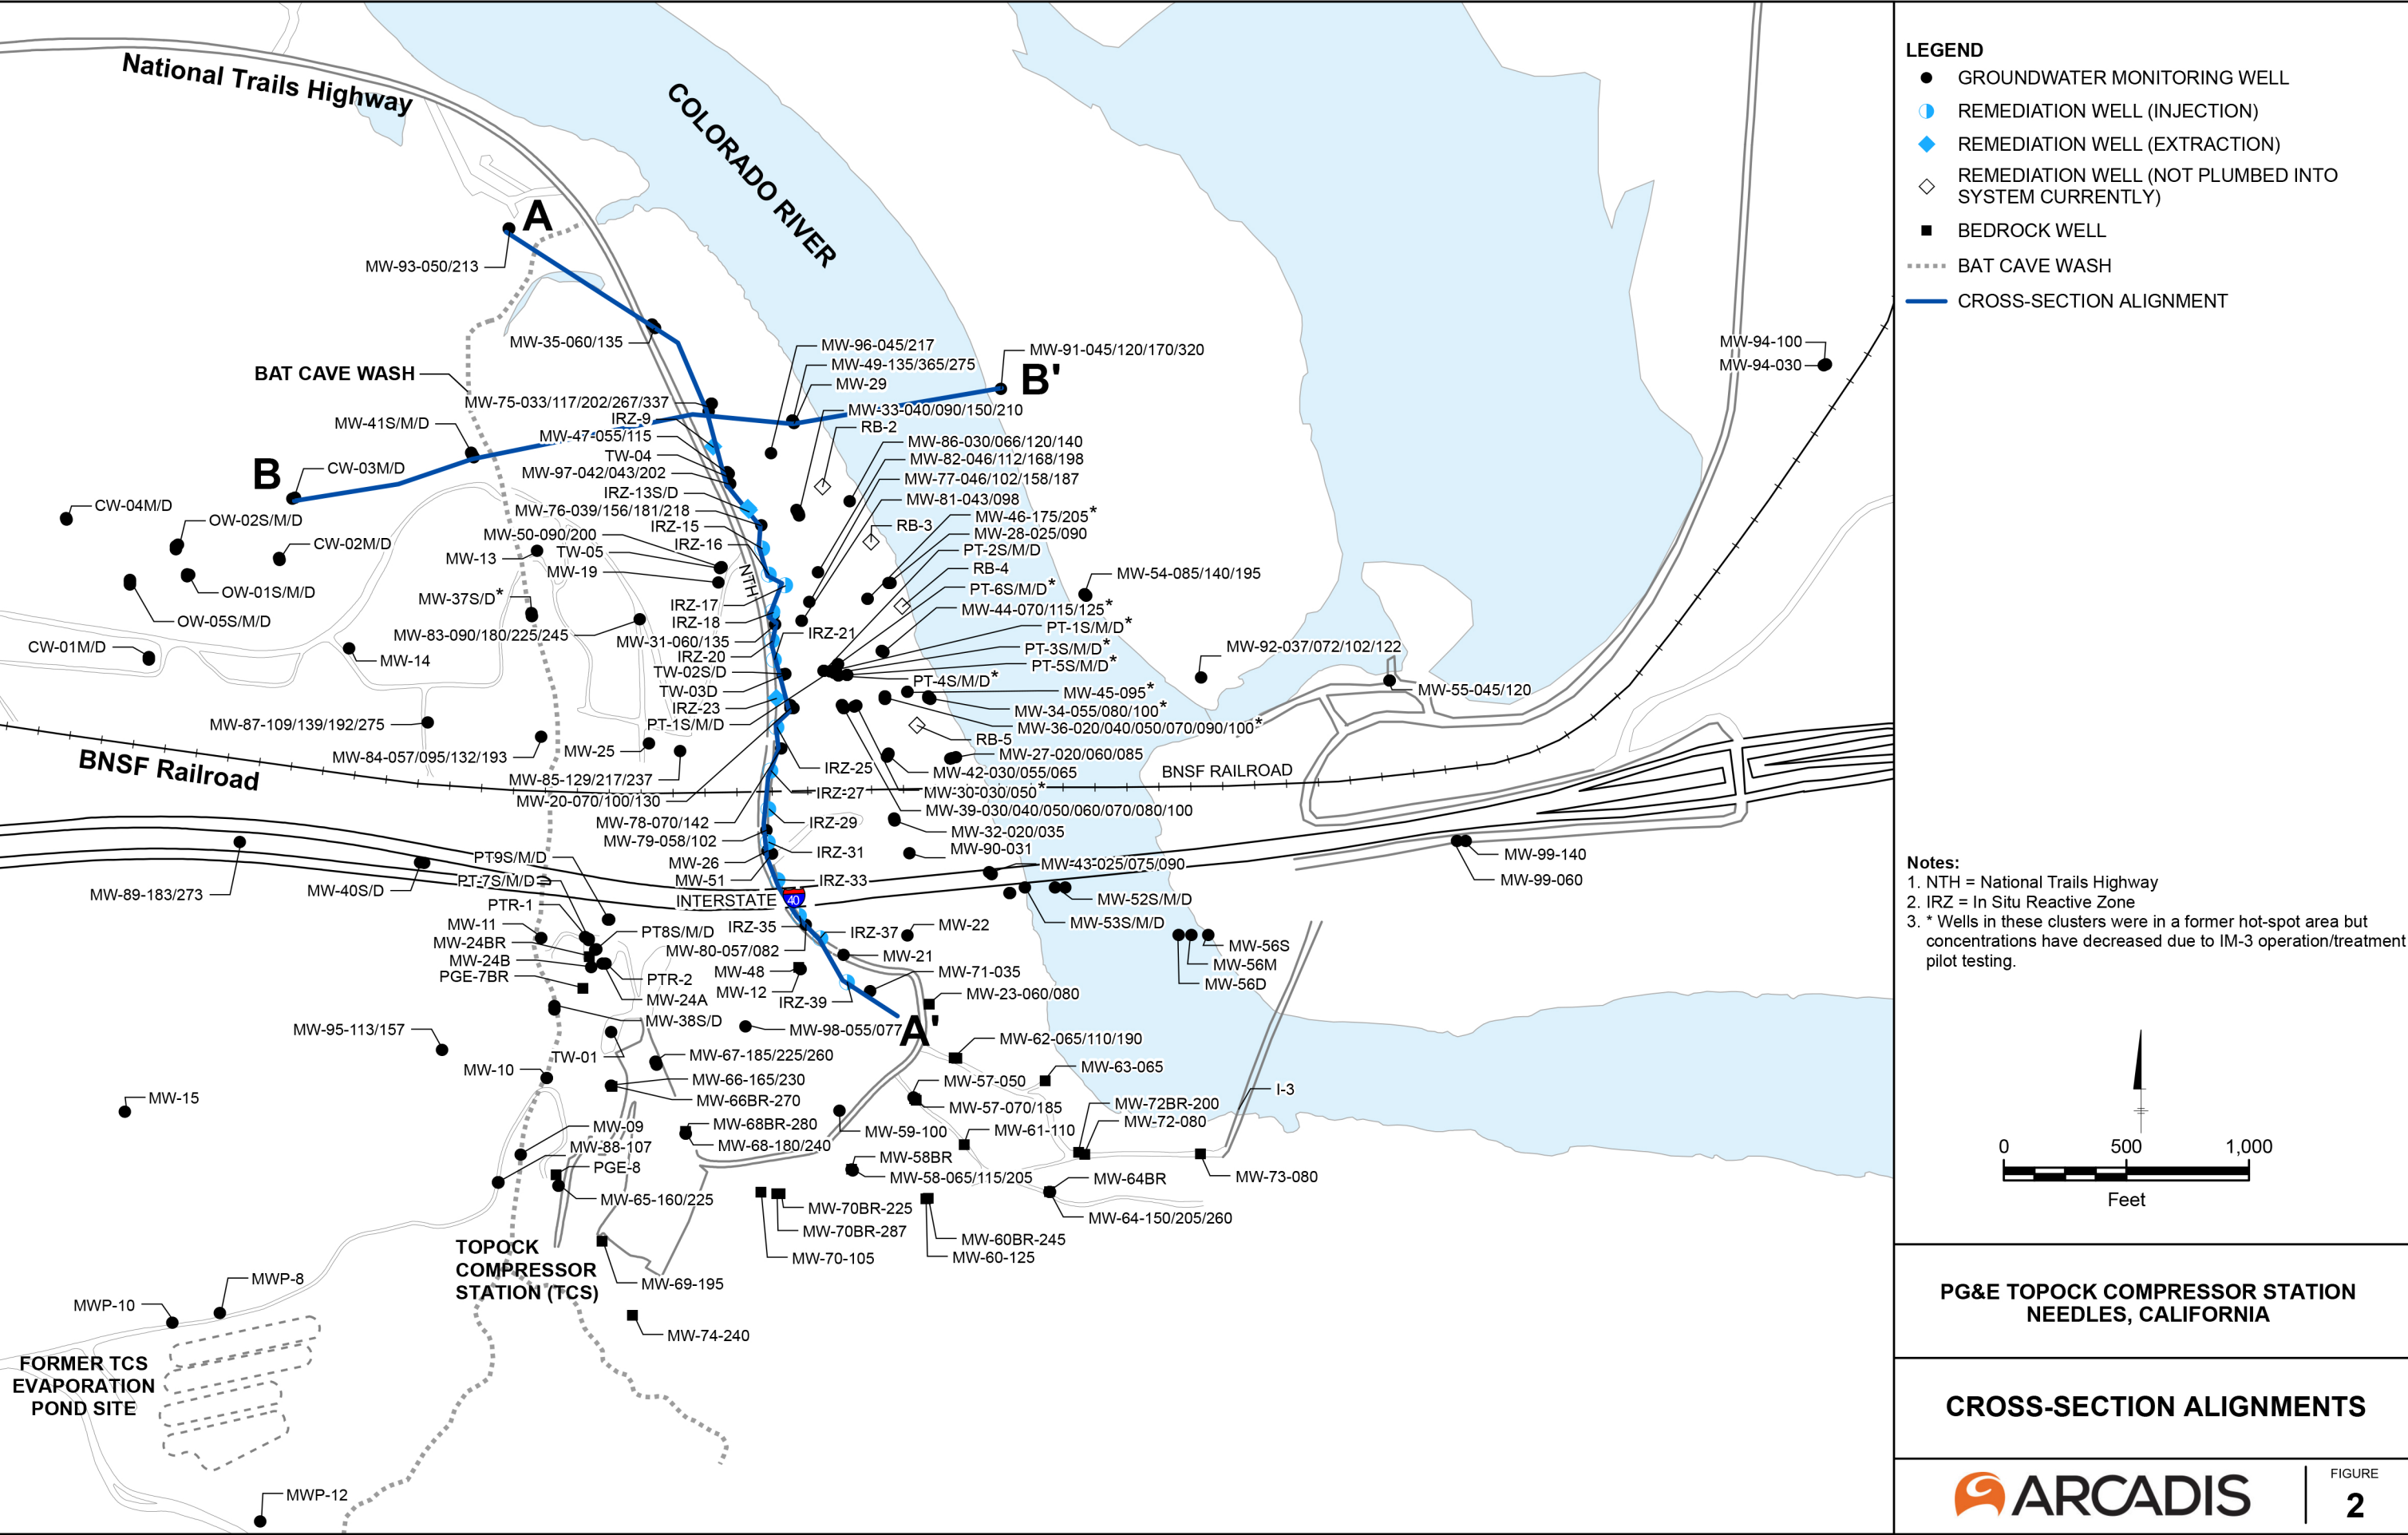 National Trails Highway
COLORADO RIVER
A
MW-93-050/213
MW-35-060/135
BAT CAVE WASH
MW-96-045/217
MW-49-135/365/275
MW-29
MW-91-045/120/170/320
B'
MW-94-100
MW-94-030
MW-75-033/117/202/267/337
IRZ-9
MW-33-040/090/150/210
RB-2
MW-41S/M/D
MW-47-055/115
TW-04
MW-97-042/043/202
B
CW-03M/D
MW-86-030/066/120/140
MW-82-046/112/168/198
MW-77-046/102/158/187
MW-81-043/098
IRZ-13S/D
MW-76-039/156/181/218
IRZ-15
IRZ-16
CW-04M/D
OW-02S/M/D
CW-02M/D
OW-01S/M/D
OW-05S/M/D
CW-01M/D
MW-50-090/200
TW-05
MW-13
MW-19
NTH
RB-3
MW-46-175/205*
MW-28-025/090
PT-2S/M/D
RB-4
PT-6S/M/D*
MW-44-070/115/125*
PT-1S/M/D*
PT-3S/M/D*
PT-5S/M/D*
PT-4S/M/D*
MW-54-085/140/195
MW-37S/D*
MW-83-090/180/225/245
MW-14
IRZ-17
IRZ-18
MW-31-060/135
IRZ-21
IRZ-20
TW-02S/D
TW-03D
IRZ-23
PT-1S/M/D
MW-92-037/072/102/122
MW-55-045/120
MW-45-095*
MW-34-055/080/100*
MW-36-020/040/050/070/090/100*
RB-5
MW-27-020/060/085
MW-42-030/055/065
MW-30-030/050*
MW-39-030/040/050/060/070/080/100
MW-32-020/035
MW-90-031
MW-87-109/139/192/275
MW-84-057/095/132/193
MW-25
MW-85-129/217/237
MW-20-070/100/130
BNSF Railroad
BNSF RAILROAD
IRZ-25
IRZ-27
MW-78-070/142
IRZ-29
MW-79-058/102
MW-26
IRZ-31
MW-51
IRZ-33
INTERSTATE
40
MW-43-025/075/090
MW-52S/M/D
MW-53S/M/D
MW-99-140
MW-99-060
MW-89-183/273
MW-40S/D
PT9S/M/D
PT-7S/M/D
PTR-1
MW-11
MW-24BR
MW-24B
PGE-7BR
PT8S/M/D
PTR-2
MW-24A
MW-38S/D
IRZ-35
MW-80-057/082
IRZ-37
MW-22
MW-21
MW-48
MW-12
IRZ-39
MW-71-035
MW-23-060/080
A'
MW-56S
MW-56M
MW-56D
MW-95-113/157
MW-98-055/077
TW-01
MW-67-185/225/260
MW-10
MW-66-165/230
MW-66BR-270
MW-62-065/110/190
MW-63-065
MW-57-050
MW-57-070/185
I-3
MW-15
MW-09
MW-88-107
PGE-8
MW-65-160/225
MW-68BR-280
MW-68-180/240
MW-59-100
MW-61-110
MW-72BR-200
MW-72-080
MW-58BR
MW-58-065/115/205
MW-64BR
MW-73-080
MW-64-150/205/260
MW-70BR-225
MW-70BR-287
MW-70-105
MW-60BR-245
MW-60-125
TOPOCK
COMPRESSOR
STATION (TCS)
MW-69-195
MW-74-240
MWP-8
MWP-10
FORMER TCS
EVAPORATION
POND SITE
MWP-12
LEGEND
GROUNDWATER MONITORING WELL
REMEDIATION WELL (INJECTION)
REMEDIATION WELL (EXTRACTION)
REMEDIATION WELL (NOT PLUMBED INTO
SYSTEM CURRENTLY)
BEDROCK WELL
BAT CAVE WASH
CROSS-SECTION ALIGNMENT
Notes:
1. NTH = National Trails Highway
2. IRZ = In Situ Reactive Zone
3. * Wells in these clusters were in a former hot-spot area but
concentrations have decreased due to IM-3 operation/treatment
pilot testing.
0 500 1,000
Feet
PG&E TOPOCK COMPRESSOR STATION
NEEDLES, CALIFORNIA
CROSS-SECTION ALIGNMENTS
ARCADIS
FIGURE
2